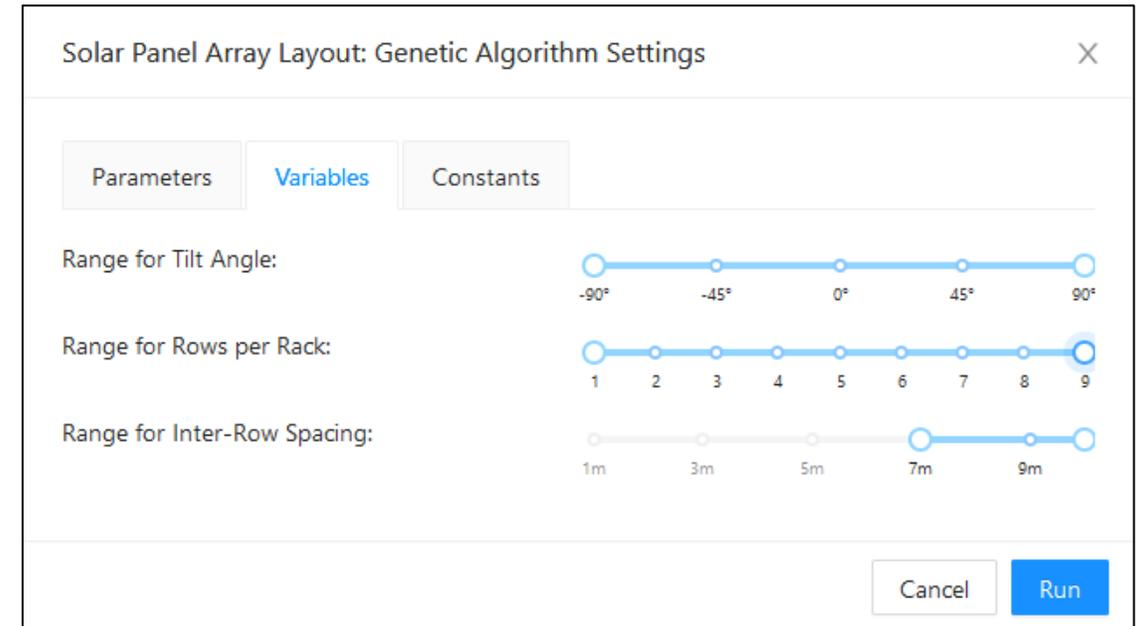 Solar Panel Array Layout: Genetic Algorithm Settings
Parameters Variables Constants
Range for Tilt Angle:
-90° -45° 0° 45° 90°
Range for Rows per Rack:
1 2 3 4 5 6 7 8 9
Range for Inter-Row Spacing:
1m 3m 5m 7m 9m
Cancel Run